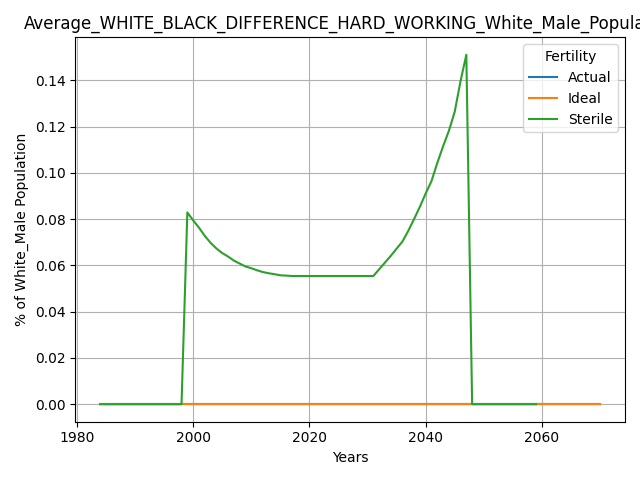 Average_WHITE_BLACK_DIFFERENCE_HARD_WORKING_White_Male_Popula
Fertility
Actual
Ideal
Sterile
0.14
0.12
0.10
0.08
0.06
0.04
0.02
0.00
% of White_Male Population
1980 2000 2020 2040 2060
Years